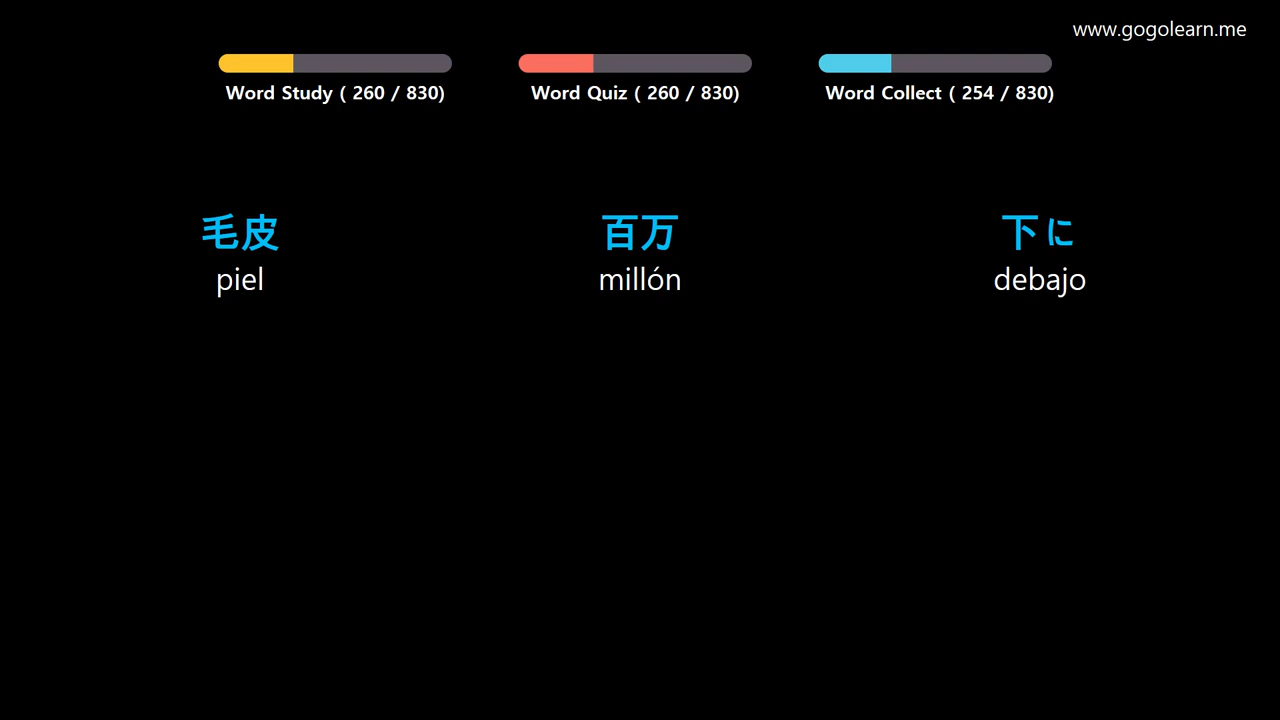 www.gogolearn.me
Word Study ( 260 / 830)
Word Quiz ( 260 / 830)
Word Collect ( 254 / 830)
毛皮
piel
百万
millón
下に
debajo